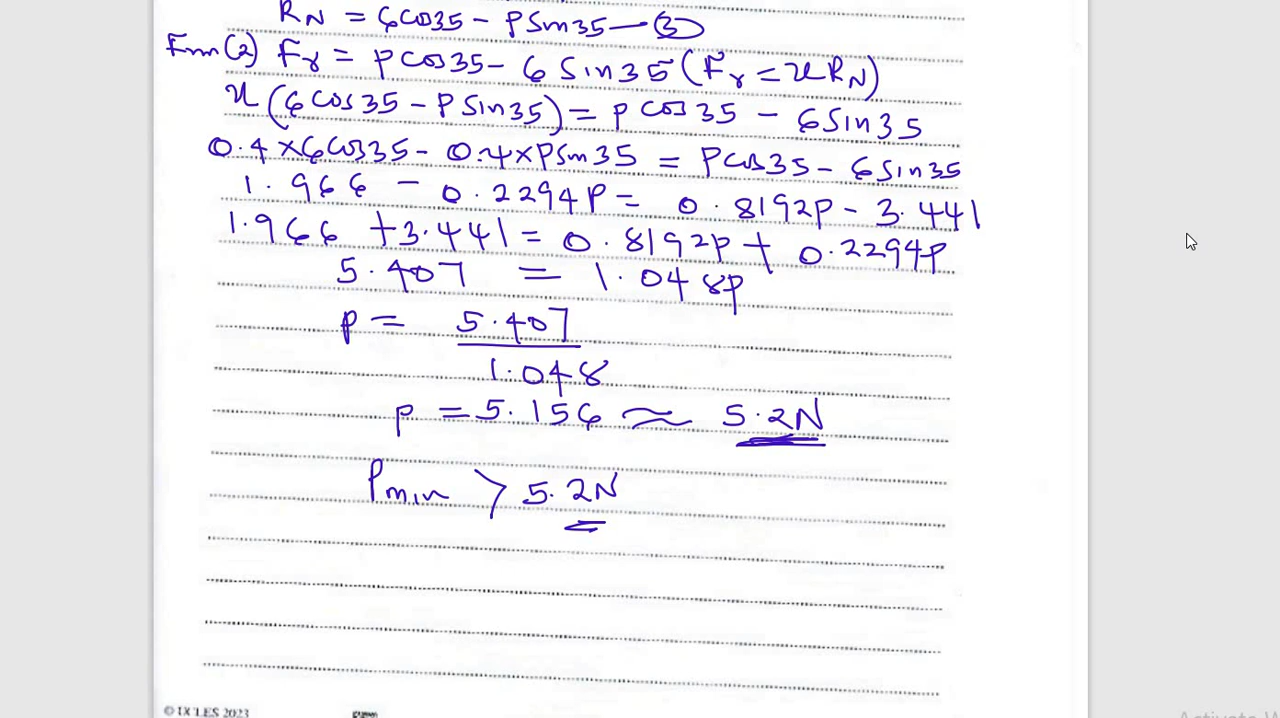 RN = 6cos35 - PSin35 — (3)
From (2) Fr = Pcos35 - 6Sin35 (Fr = μRN)
μ(6Cos35 - PSin35) = PCos35 - 6Sin35
0.4×6Cos35 - 0.4×PSin35 = PCos35 - 6Sin35
1.966 - 0.2294P = 0.8192P - 3.441
1.966 + 3.441 = 0.8192P + 0.2294P
5.407 = 1.048P
P = 5.407
1.048
P = 5.156 ≈ 5.2N
Pmin > 5.2N